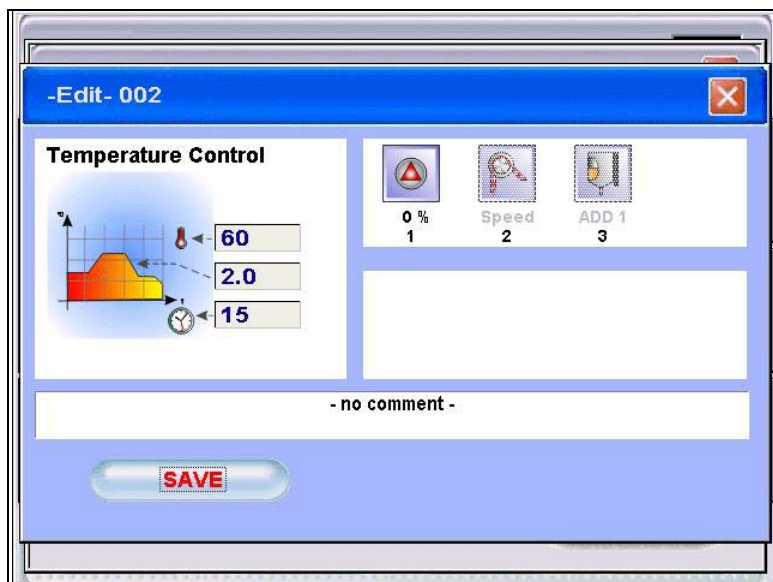 -Edit- 002
Temperature Control
60
2.0
15
0 % Speed ADD 1
1 2 3
- no comment -
SAVE